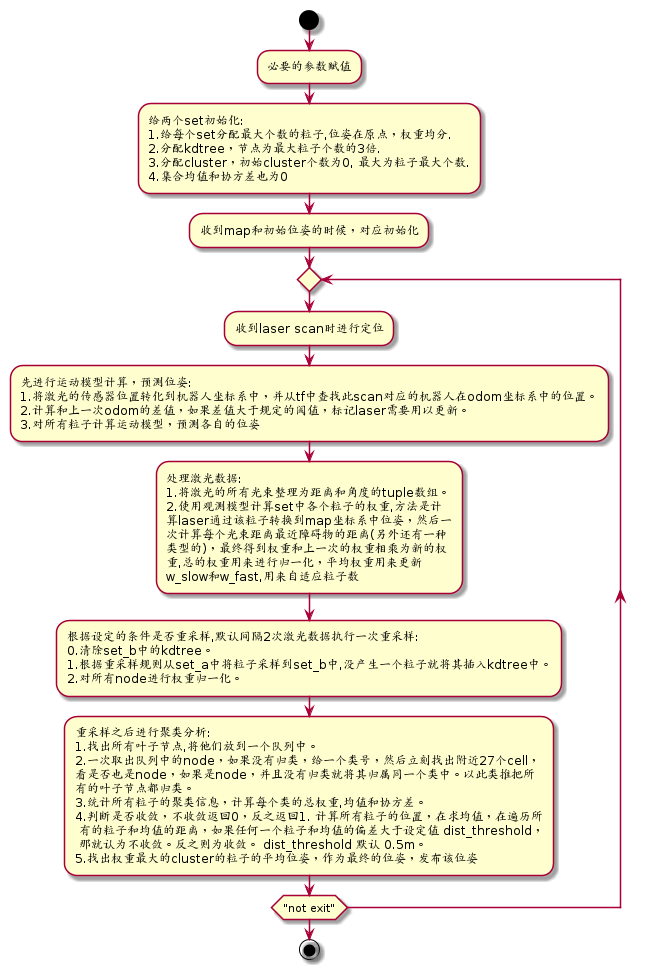 必要的参数赋值
给两个set初始化:
1.给每个set分配最大个数的粒子,位姿在原点，权重均分.
2.分配kdtree，节点为最大粒子个数的3倍.
3.分配cluster，初始cluster个数为0, 最大为粒子最大个数.
4.集合均值和协方差也为0
收到map和初始位姿的时候，对应初始化
收到laser scan时进行定位
先进行运动模型计算，预测位姿:
1.将激光的传感器位置转化到机器人坐标系中，并从tf中查找此scan对应的机器人在odom坐标系中的位置。
2.计算和上一次odom的差值，如果差值大于规定的阈值，标记laser需要用以更新。
3.对所有粒子计算运动模型，预测各自的位姿
处理激光数据:
1.将激光的所有光束整理为距离和角度的tuple数组。
2.使用观测模型计算set中各个粒子的权重,方法是计
算laser通过该粒子转换到map坐标系中位姿，然后一
次计算每个光束距离最近障碍物的距离(另外还有一种
类型的)，最终得到权重和上一次的权重相乘为新的权
重,总的权重用来进行归一化，平均权重用来更新
w_slow和w_fast,用来自适应粒子数
根据设定的条件是否重采样,默认间隔2次激光数据执行一次重采样:
0.清除set_b中的kdtree。
1.根据重采样规则从set_a中将粒子采样到set_b中,没产生一个粒子就将其插入kdtree中。
2.对所有node进行权重归一化。
重采样之后进行聚类分析:
1.找出所有叶子节点,将他们放到一个队列中。
2.一次取出队列中的node，如果没有归类，给一个类号，然后立刻找出附近27个cell，
看是否也是node，如果是node，并且没有归类就将其归属同一个类中。以此类推把所
有的叶子节点都归类。
3.统计所有粒子的聚类信息，计算每个类的总权重,均值和协方差。
4.判断是否收敛，不收敛返回0，反之返回1. 计算所有粒子的位置，在求均值，在遍历所
有的粒子和均值的距离，如果任何一个粒子和均值的偏差大于设定值 dist_threshold，
那就认为不收敛。反之则为收敛。 dist_threshold 默认 0.5m。
5.找出权重最大的cluster的粒子的平均位姿，作为最终的位姿，发布该位姿
"not exit"